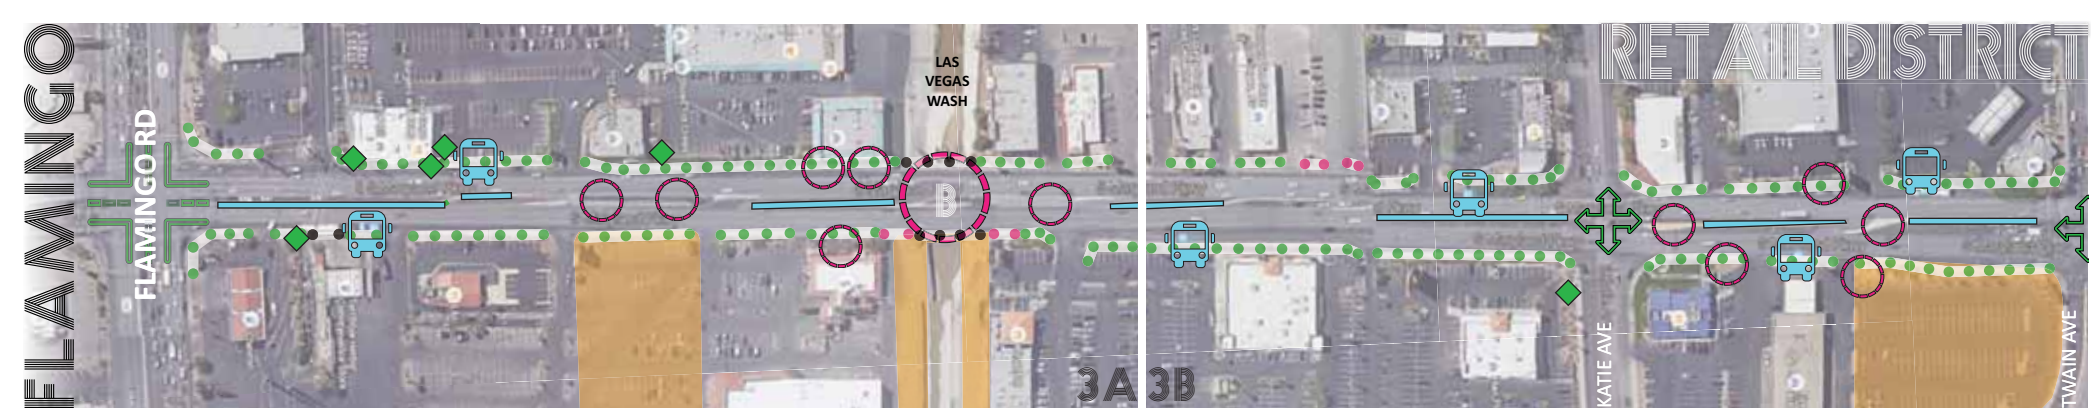 FLAMINGO
FLAMINGO RD
LAS
VEGAS
WASH
B
3A
3B
RETAIL DISTRICT
KATIE AVE
TWAIN AVE